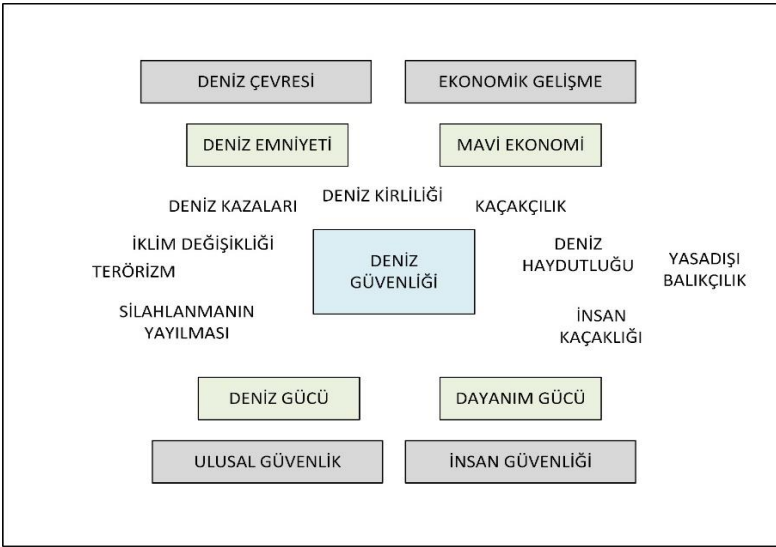 DENİZ ÇEVRESİ
EKONOMİK GELİŞME
DENİZ EMNİYETİ
MAVİ EKONOMİ
DENİZ KAZALARI
DENİZ KİRLİLİĞİ
KAÇAKÇILIK
İKLİM DEĞİŞİKLİĞİ
TERÖRİZM
SİLAHLANMANIN
YAYILMASI
DENİZ
GÜVENLİĞİ
DENİZ
HAYDUTLUĞU
YASADIŞI
BALIKÇILIK
İNSAN
KAÇAKLIĞI
DENİZ GÜCÜ
DAYANIM GÜCÜ
ULUSAL GÜVENLİK
İNSAN GÜVENLİĞİ